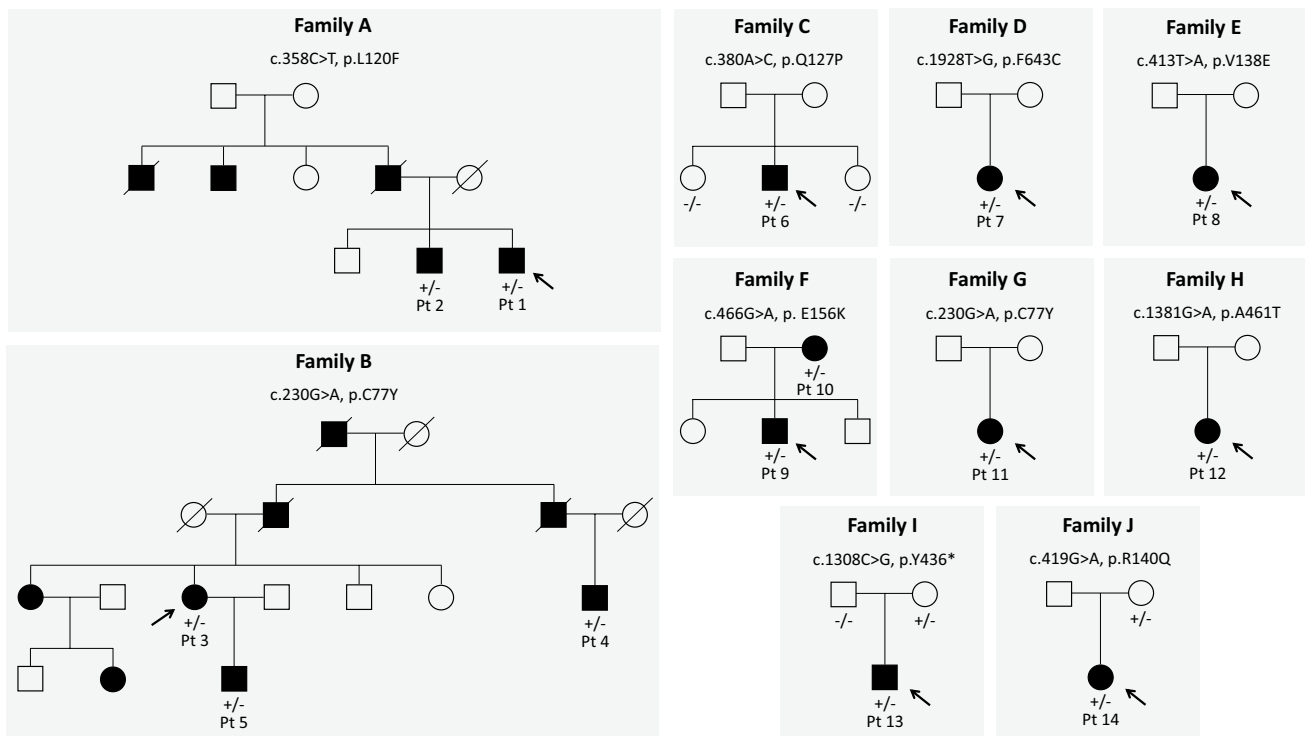 Family A
c.358C>T, p.L120F
+/-
Pt 2
+/-
Pt 1
Family B
c.230G>A, p.C77Y
+/-
Pt 3
+/-
Pt 4
+/-
Pt 5
Family C
c.380A>C, p.Q127P
-/-
+/-
-/-
Pt 6
Family D
c.1928T>G, p.F643C
+/-
Pt 7
Family E
c.413T>A, p.V138E
+/-
Pt 8
Family F
c.466G>A, p. E156K
+/-
Pt 10
+/-
Pt 9
Family G
c.230G>A, p.C77Y
+/-
Pt 11
Family H
c.1381G>A, p.A461T
+/-
Pt 12
Family I
c.1308C>G, p.Y436*
-/-
+/-
+/-
Pt 13
Family J
c.419G>A, p.R140Q
+/-
+/-
Pt 14